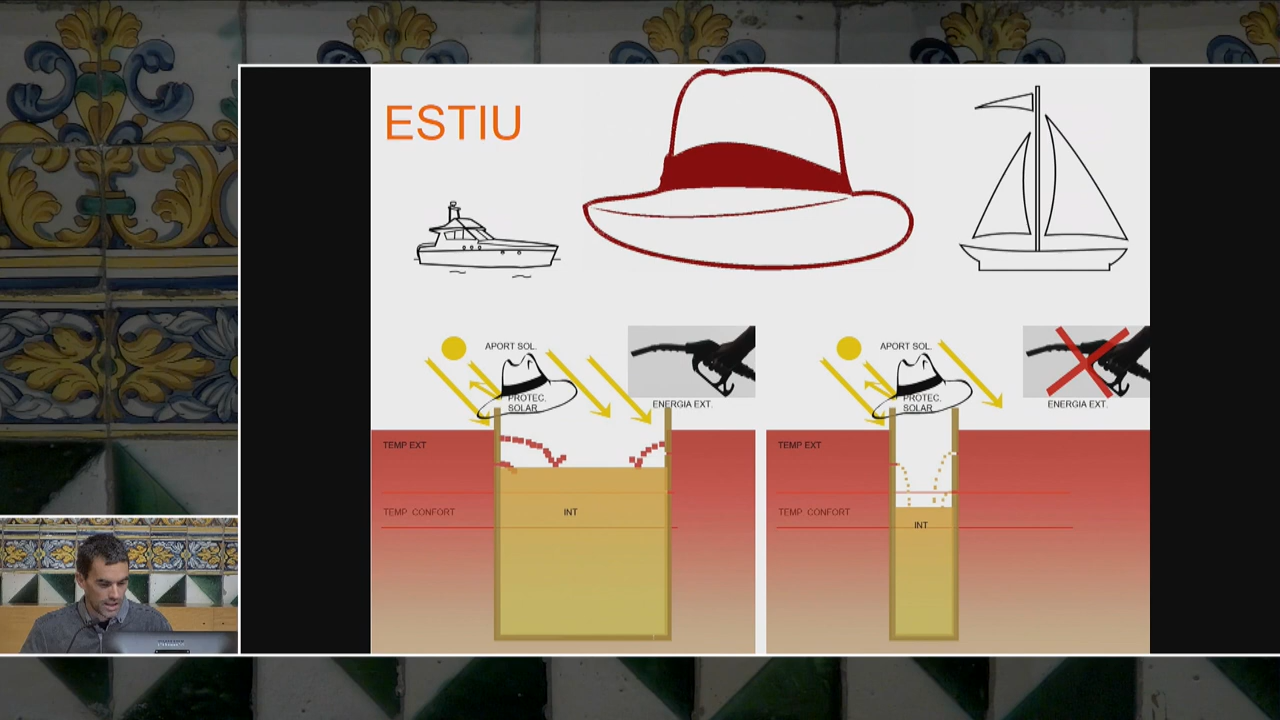 ESTIU
APORT SOL.
PROTEC.
SOLAR
ENERGIA EXT.
TEMP EXT
TEMP. CONFORT
INT
APORT SOL.
PROTEC.
SOLAR
ENERGIA EXT.
TEMP EXT
TEMP. CONFORT
INT